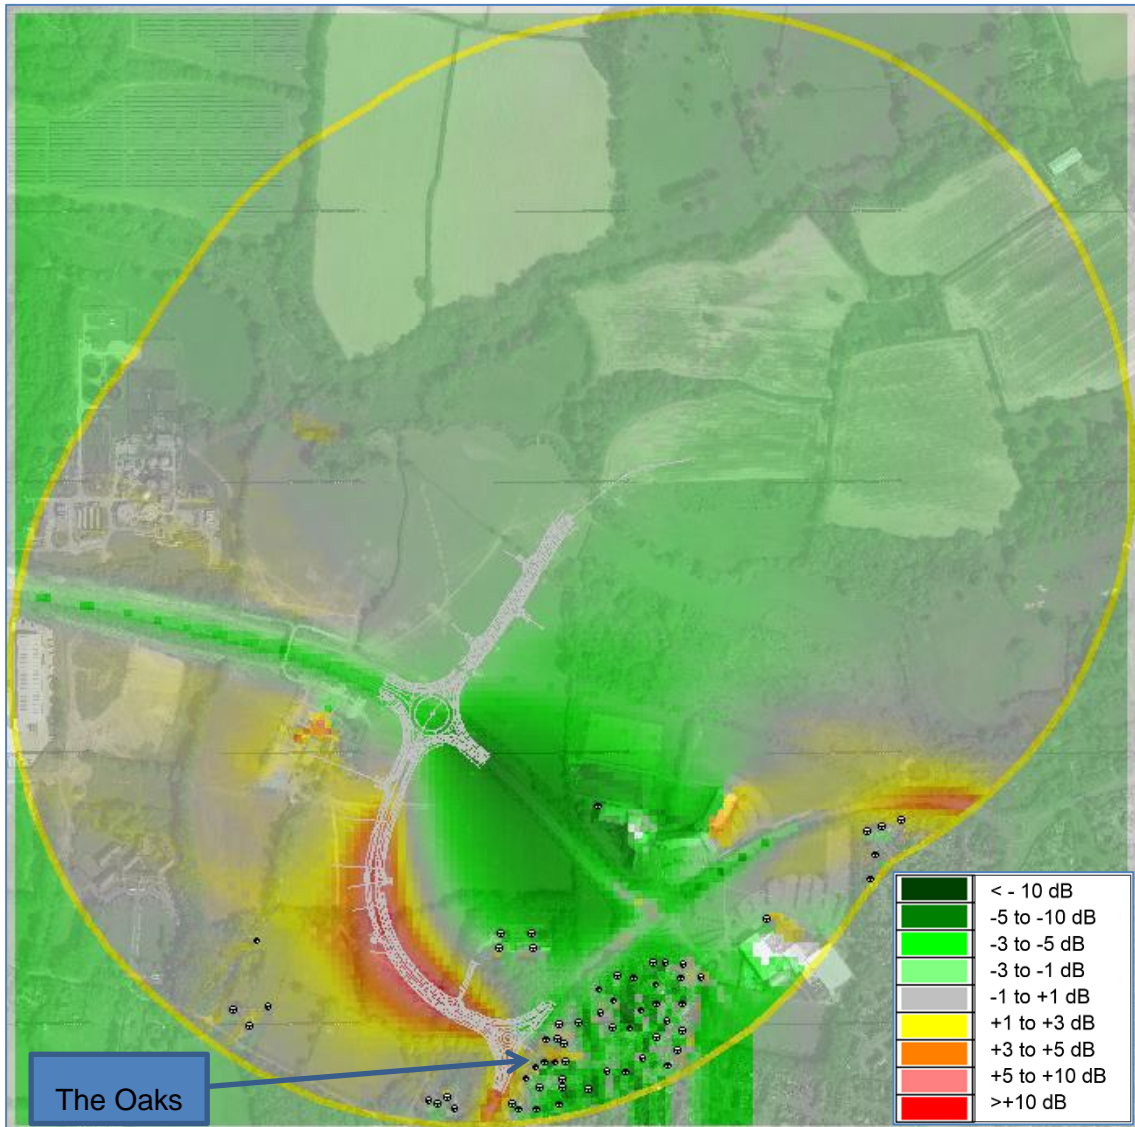 The Oaks
< - 10 dB
-5 to -10 dB
-3 to -5 dB
-3 to -1 dB
-1 to +1 dB
+1 to +3 dB
+3 to +5 dB
+5 to +10 dB
>+10 dB